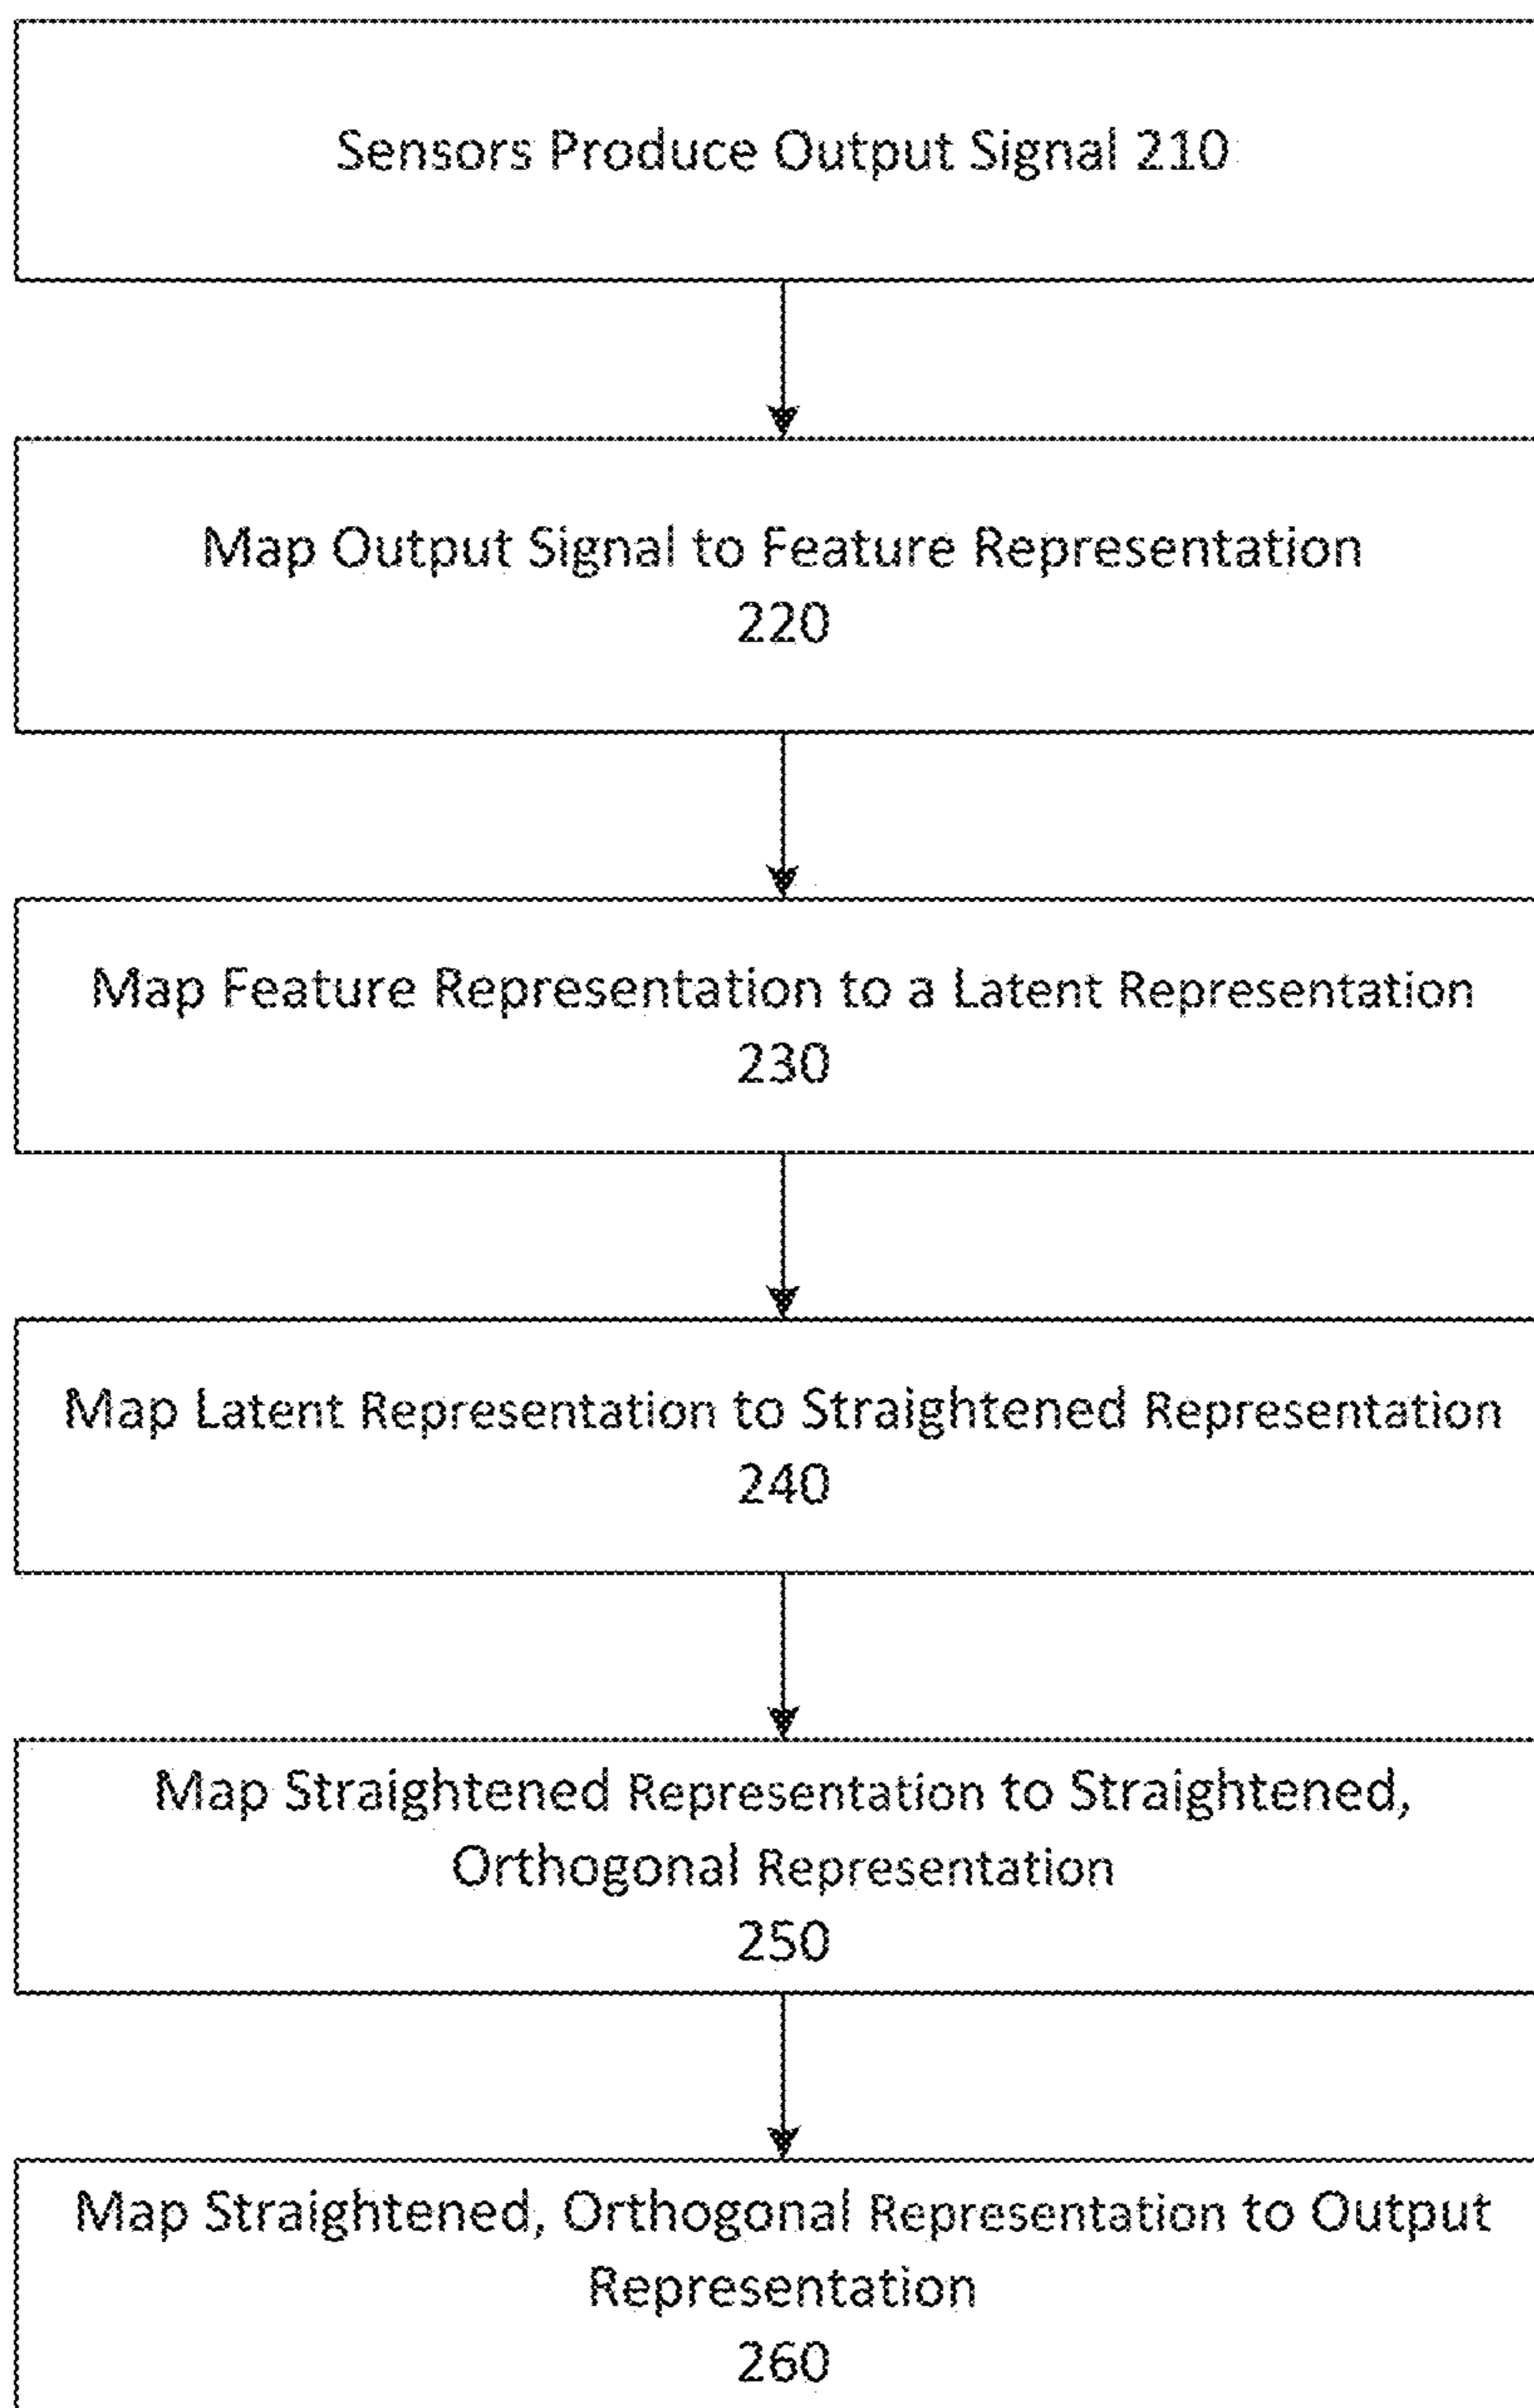 Sensors Produce Output Signal 210
Map Output Signal to Feature Representation
220
Map Feature Representation to a Latent Representation
230
Map Latent Representation to Straightened Representation
240
Map Straightened Representation to Straightened,
Orthogonal Representation
250
Map Straightened, Orthogonal Representation to Output
Representation
260